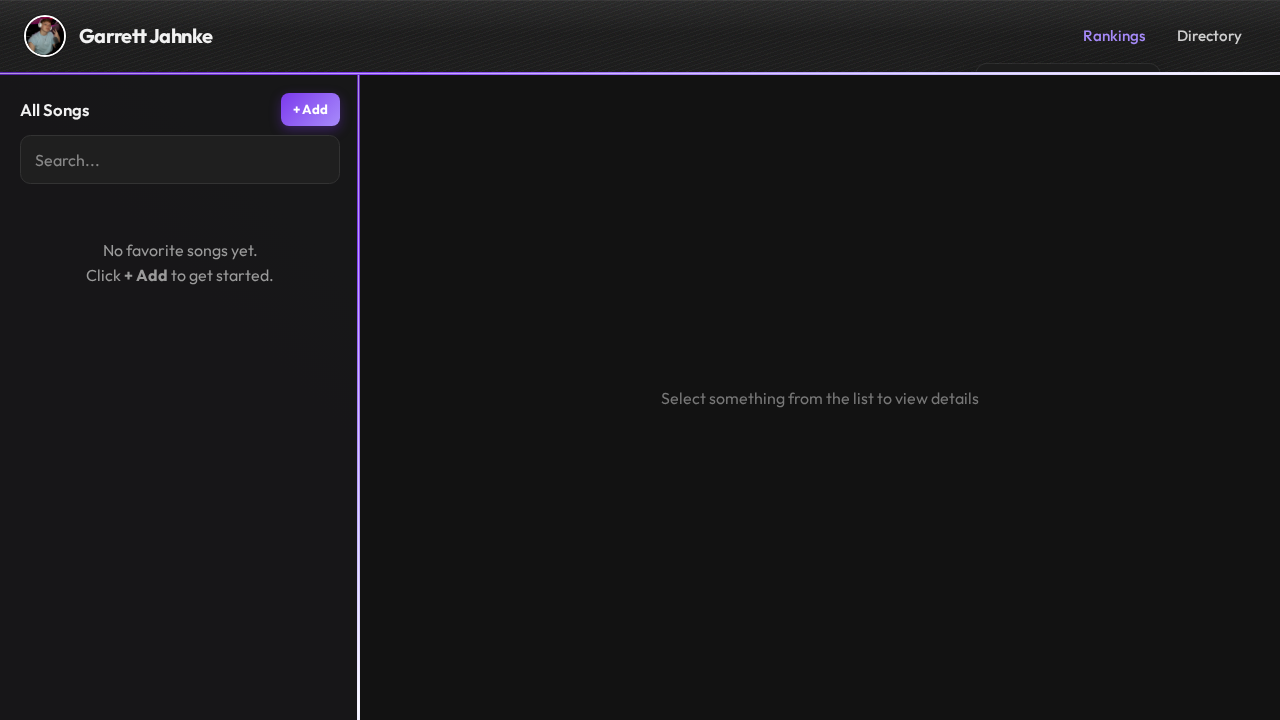 Garrett Jahnke
Rankings
Directory
All Songs
+ Add
Search...
No favorite songs yet.
Click + Add to get started.
Select something from the list to view details